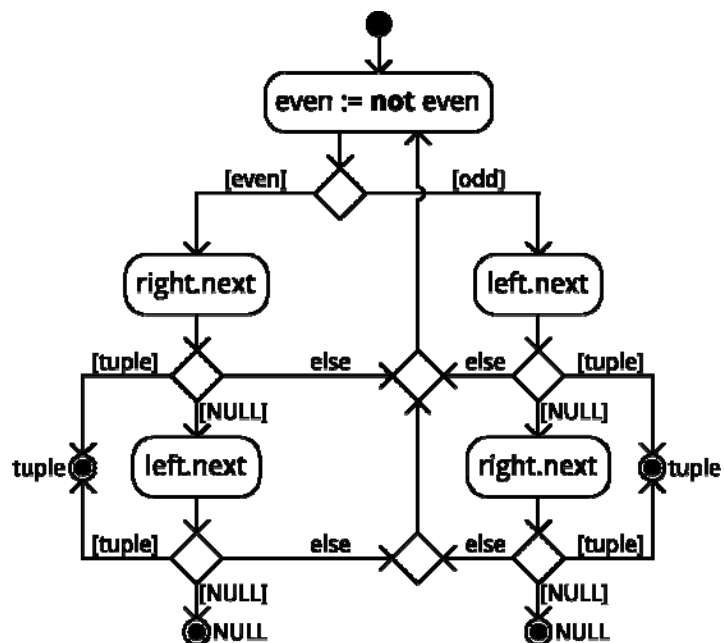 even := not even
[even] [odd]
right.next left.next
[tuple] else else [tuple]
[NULL] [NULL]
tuple left.next right.next tuple
[tuple] else else [tuple]
[NULL] [NULL]
NULL NULL